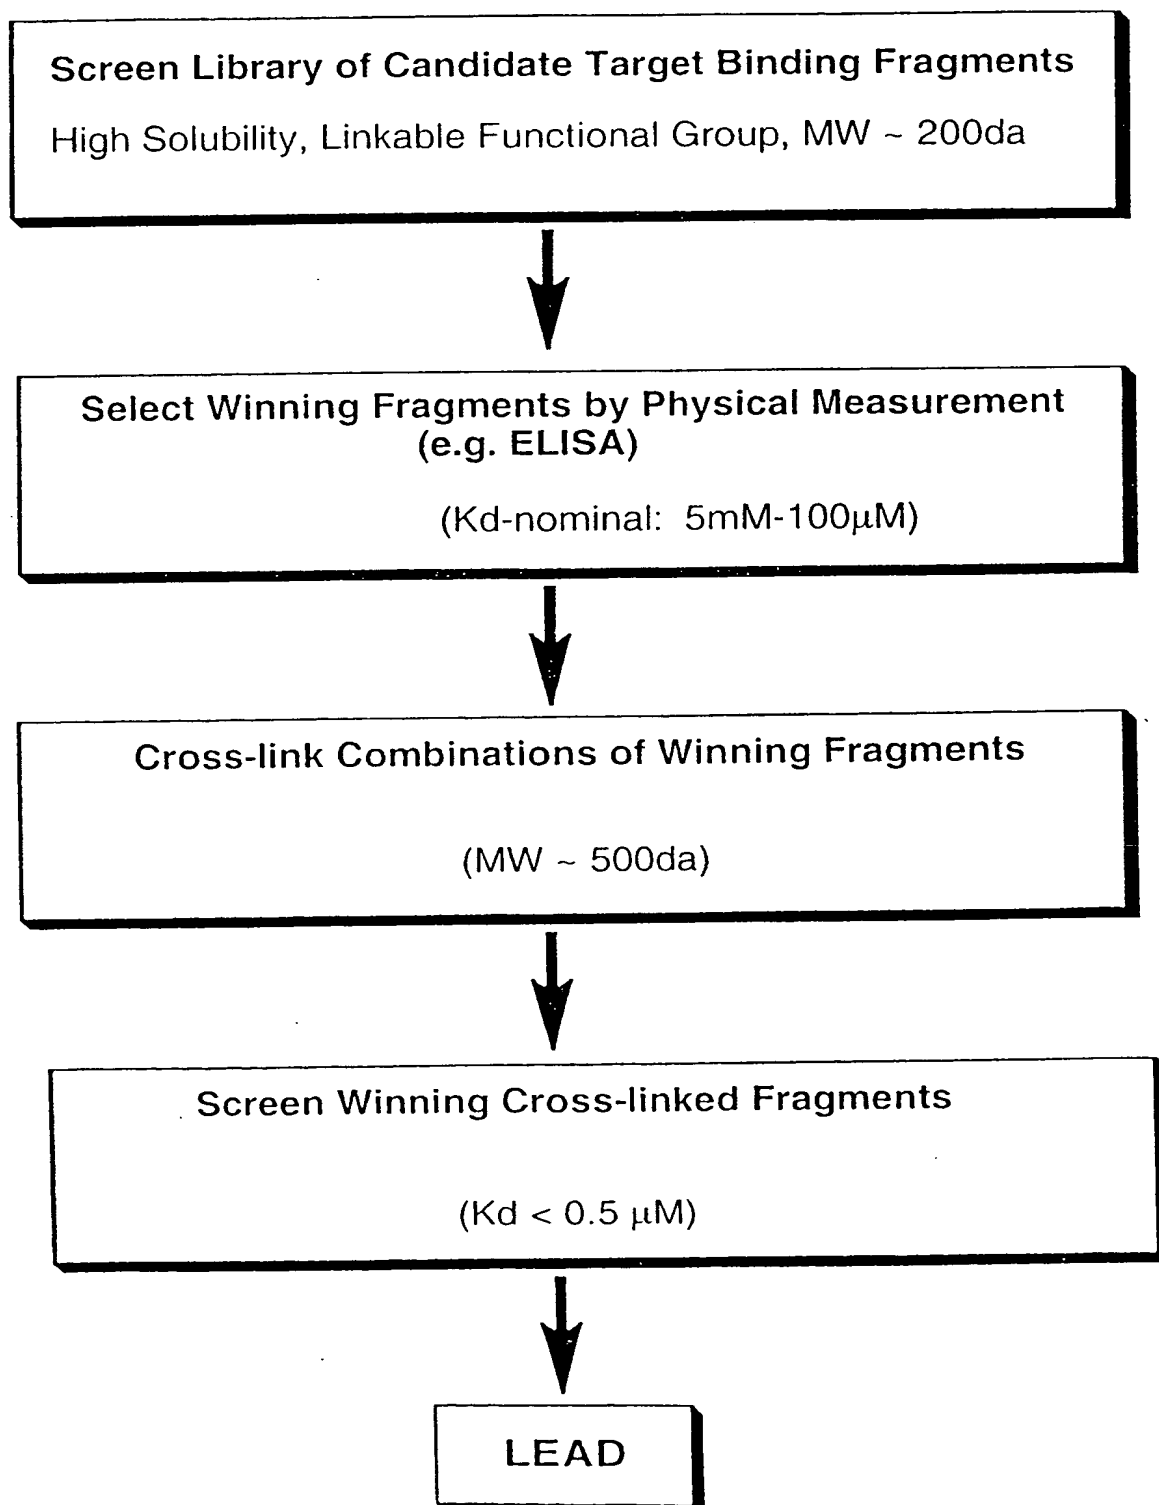 Screen Library of Candidate Target Binding Fragments
High Solubility, Linkable Functional Group, MW ~ 200da
Select Winning Fragments by Physical Measurement
(e.g. ELISA)
(Kd-nominal: 5mM-100μM)
Cross-link Combinations of Winning Fragments
(MW ~ 500da)
Screen Winning Cross-linked Fragments
(Kd < 0.5 μM)
LEAD